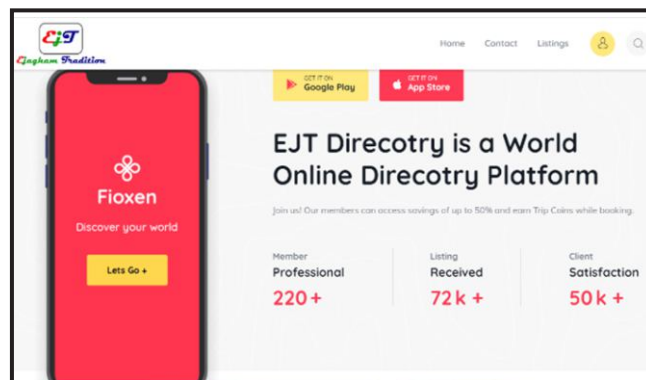 EjT
Ejagham Tradition
Home
Contact
Listings
GET IT ON
Google Play
GET IT ON
App Store
Fioxen
Discover your world
Lets Go +
EJT Direcotry is a World
Online Direcotry Platform
Join us! Our members can access savings of up to 50% and earn Trip Coins while booking.
Member
Professional
220 +
Listing
Received
72 k +
Client
Satisfaction
50 k +